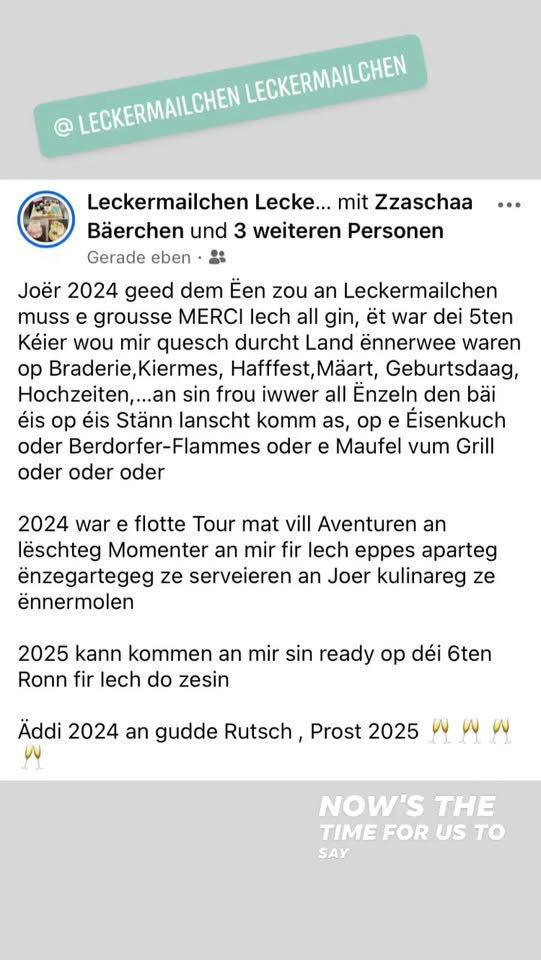 @ LECKERMAILCHEN LECKERMAILCHEN
Leckermailchen Lecke... mit Zzaschaa
Bäerchen und 3 weiteren Personen
Gerade eben ·
Joër 2024 geed dem Ëen zou an Leckermailchen
muss e grousse MERCI Iech all gin, ët war dei 5ten
Kéier wou mir quesch durcht Land ënnerwee waren
op Braderie,Kiermes, Hafffest,Mäart, Geburtsdaag,
Hochzeiten,...an sin frou iwwer all Ënzeln den bäi
éis op éis Stänn lanscht komm as, op e Éisenkuch
oder Berdorfer-Flammes oder e Maufel vum Grill
oder oder oder
2024 war e flotte Tour mat vill Aventuren an
lëschteg Momenter an mir fir Iech eppes aparteg
ënzegartegeg ze serveieren an Joer kulinareg ze
ënnermolen
2025 kann kommen an mir sin ready op déi 6ten
Ronn fir Iech do zesin
Äddi 2024 an gudde Rutsch , Prost 2025 🥂 🥂 🥂
🥂
NOW'S THE
TIME FOR US TO
SAY